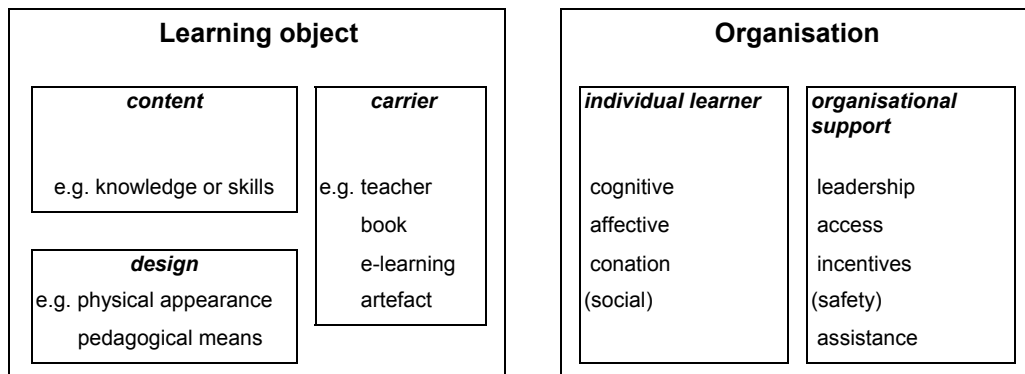 Learning object
content
e.g. knowledge or skills
design
e.g. physical appearance
pedagogical means
carrier
e.g. teacher
book
e-learning
artefact
Organisation
individual learner
cognitive
affective
conation
(social)
organisational
support
leadership
access
incentives
(safety)
assistance